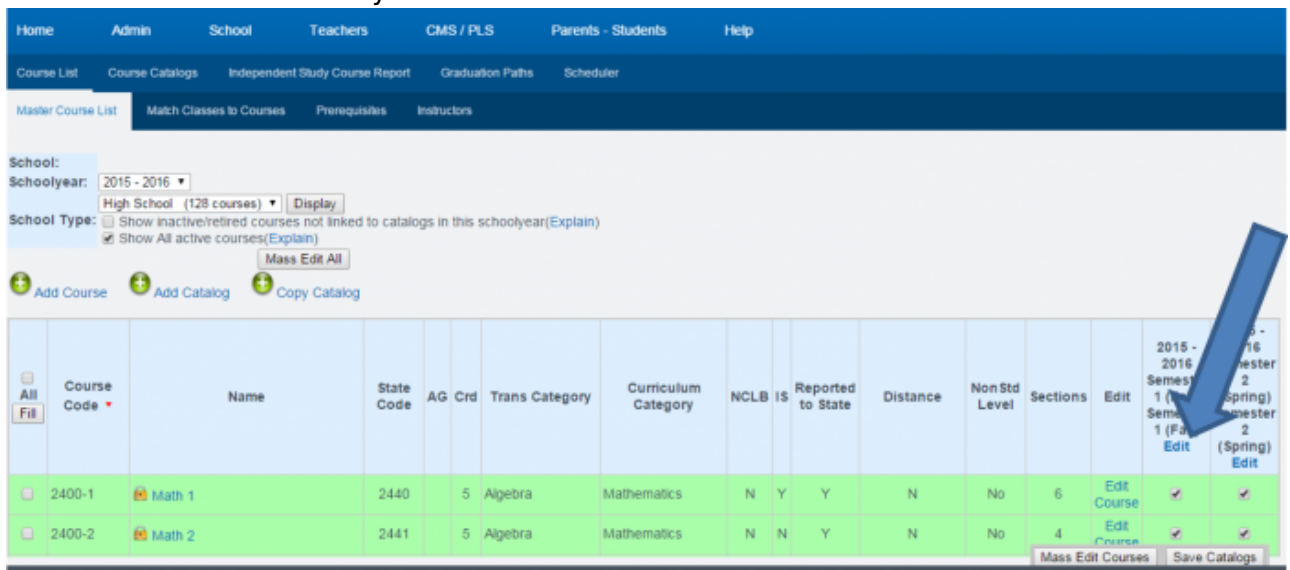 Home Admin School Teachers CMS / PLS Parents - Students Help
Course List Course Catalogs Independent Study Course Report Graduation Paths Scheduler
Master Course List Match Classes to Courses Prerequisites Instructors
School:
Schoolyear: 2015 - 2016
High School (128 courses) Display
School Type: Show inactive/retired courses not linked to catalogs in this schoolyear(Explain)
Show All active courses(Explain)
Mass Edit All
Add Course Add Catalog Copy Catalog
All Fill Course Code Name State Code AG Crd Trans Category Curriculum Category NCLB IS Reported to State Distance Non Std Level Sections Edit 2015 - 2016 1 1 Edit 2 (Spring) 2 (Spring) Edit
2400-1 Math 1 2440 5 Algebra Mathematics N Y Y N No 6 Edit Course
2400-2 Math 2 2441 5 Algebra Mathematics N N Y N No 4 Edit Course
Mass Edit Courses Save Catalogs